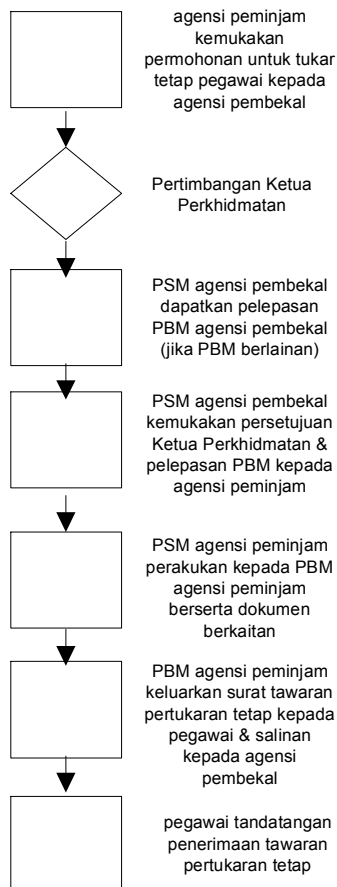 agensi peminjam
kemukakan
permohonan untuk tukar
tetap pegawai kepada
agensi pembekal
Pertimbangan Ketua
Perkhidmatan
PSM agensi pembekal
dapatkan pelepasan
PBM agensi pembekal
(jika PBM berlainan)
PSM agensi pembekal
kemukakan persetujuan
Ketua Perkhidmatan &
pelepasan PBM kepada
agensi peminjam
PSM agensi peminjam
perakukan kepada PBM
agensi peminjam
berserta dokumen
berkaitan
PBM agensi peminjam
keluarkan surat tawaran
pertukaran tetap kepada
pegawai & salinan
kepada agensi
pembekal
pegawai tandatangan
penerimaan tawaran
pertukaran tetap